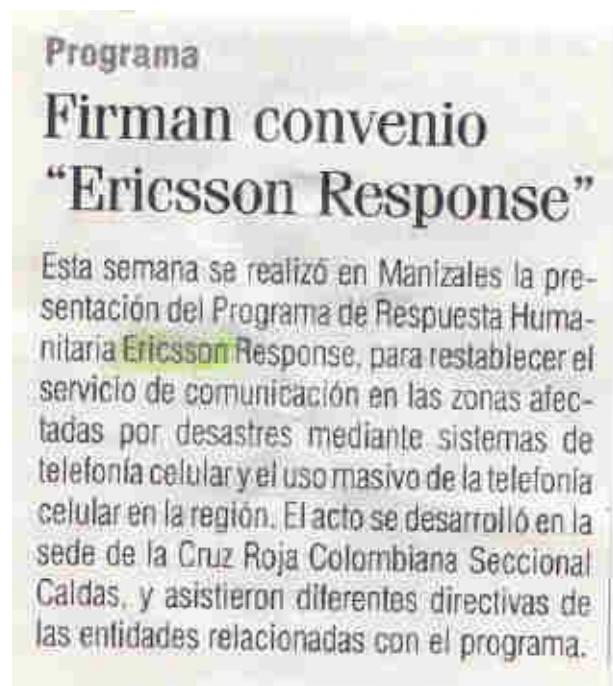 Programa
Firman convenio
“Ericsson Response”
Esta semana se realizó en Manizales la pre-
sentación del Programa de Respuesta Huma-
nitaria Ericsson Response, para restablecer el
servicio de comunicación en las zonas afec-
tadas por desastres mediante sistemas de
telefonía celular y el uso masivo de la telefonía
celular en la región. El acto se desarrolló en la
sede de la Cruz Roja Colombiana Seccional
Caldas, y asistieron diferentes directivas de
las entidades relacionadas con el programa.